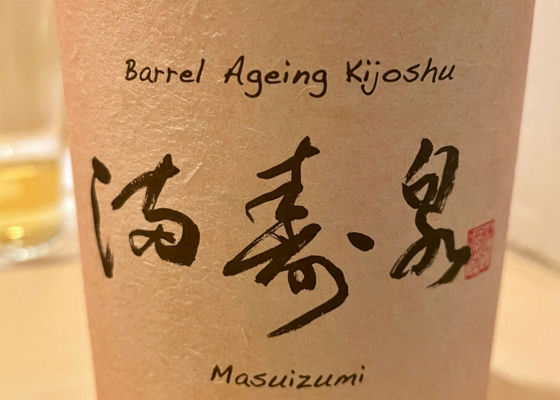 Barrel Ageing Kijoshu
満寿泉
Masuizumi